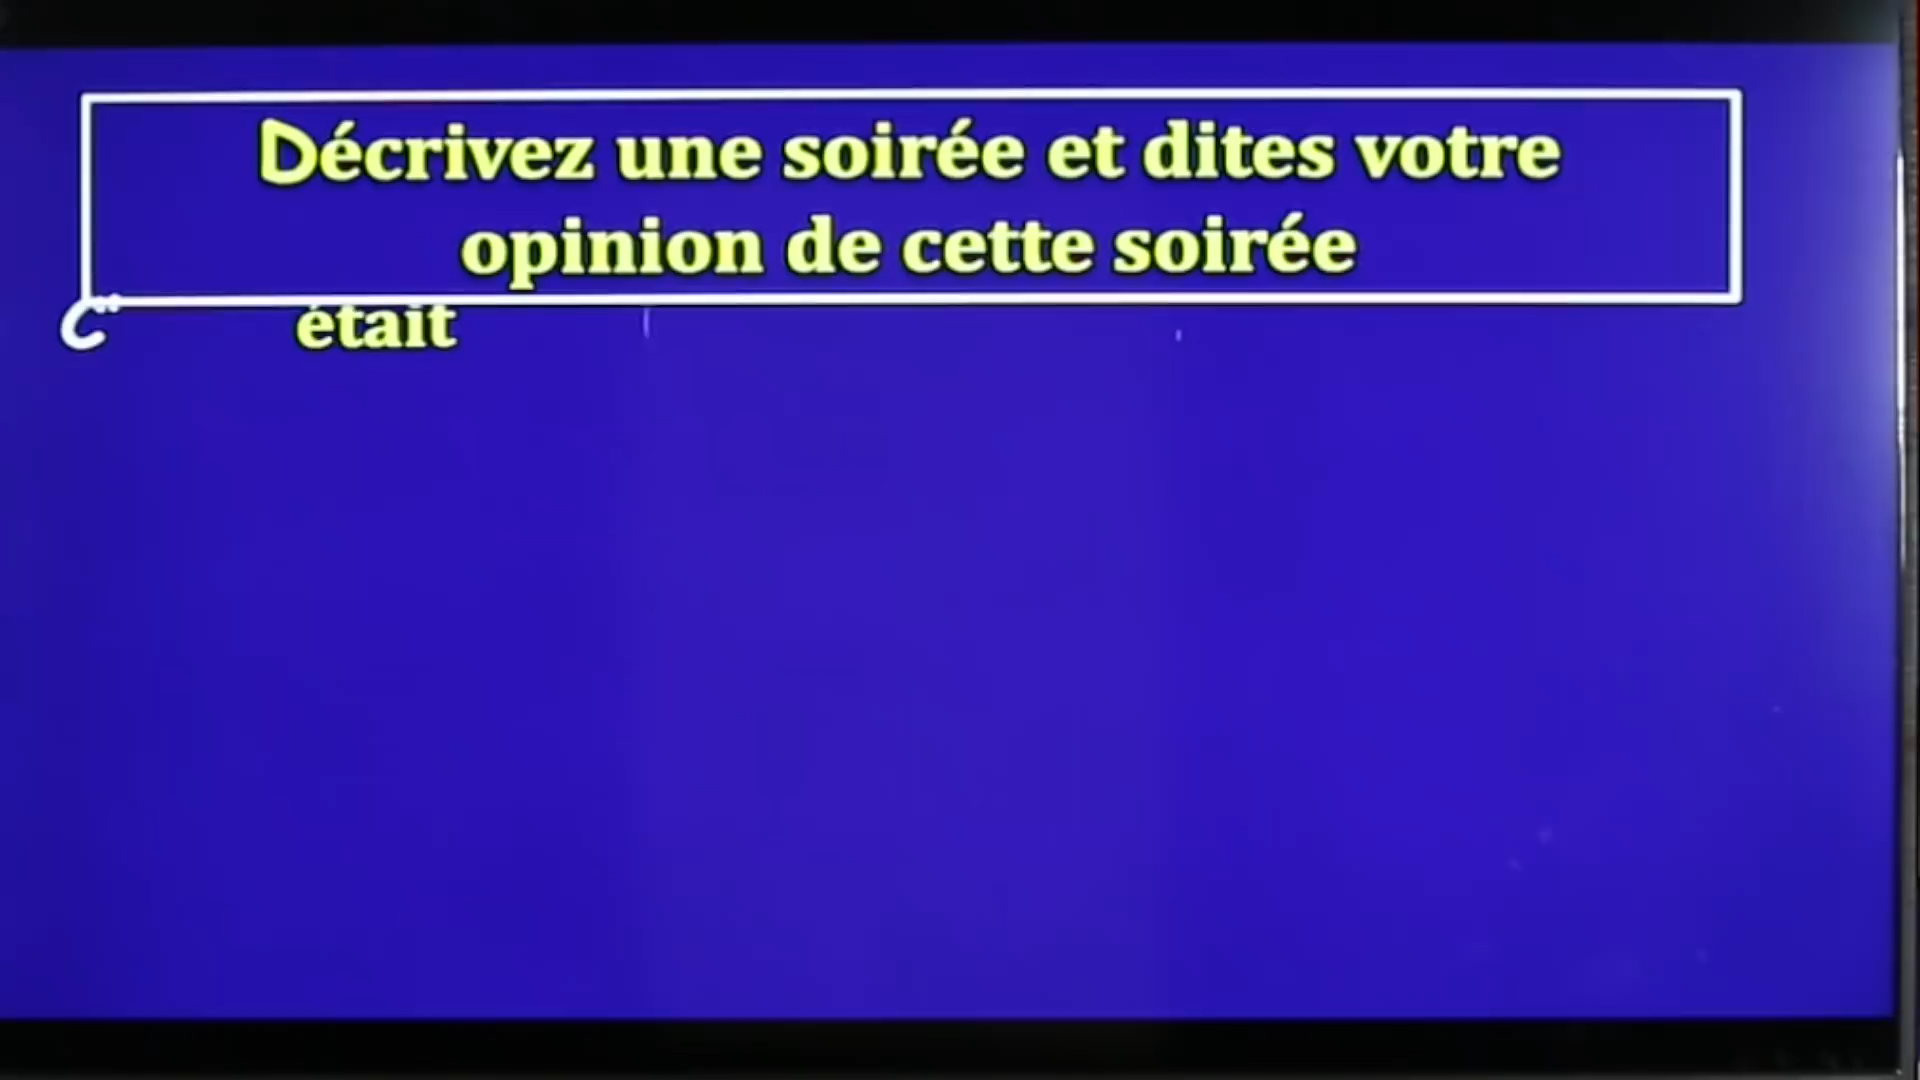 Décrivez une soirée et dites votre
opinion de cette soirée
C'' était